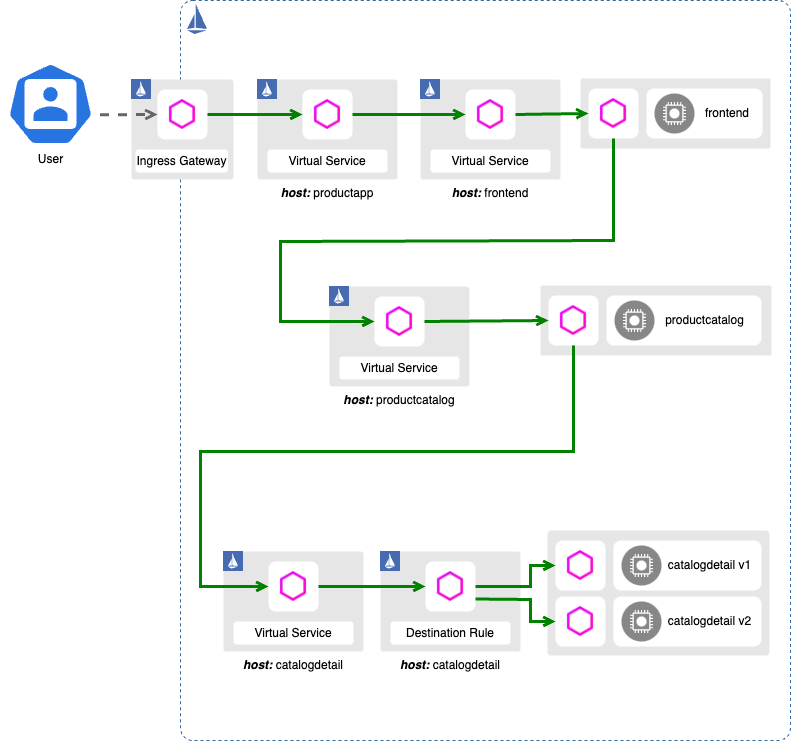 User
Ingress Gateway
Virtual Service
host: productapp
Virtual Service
host: frontend
frontend
Virtual Service
host: productcatalog
productcatalog
Virtual Service
host: catalogdetail
Destination Rule
host: catalogdetail
catalogdetail v1
catalogdetail v2